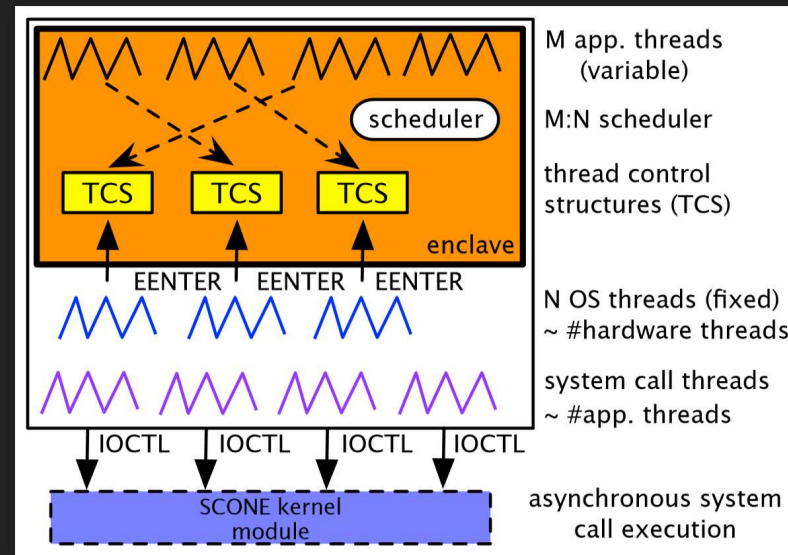 M app. threads
(variable)
scheduler
M:N scheduler
TCS
TCS
TCS
thread control
structures (TCS)
enclave
EENTER
EENTER
EENTER
N OS threads (fixed)
~ #hardware threads
system call threads
~ #app. threads
IOCTL
IOCTL
IOCTL
IOCTL
SCONE kernel
module
asynchronous system
call execution